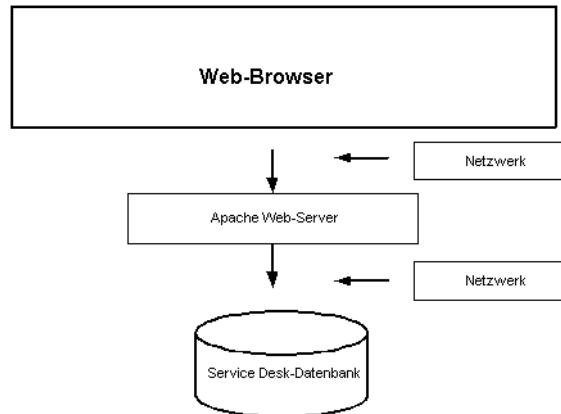 Web-Browser
Netzwerk
Apache Web-Server
Netzwerk
Service Desk-Datenbank